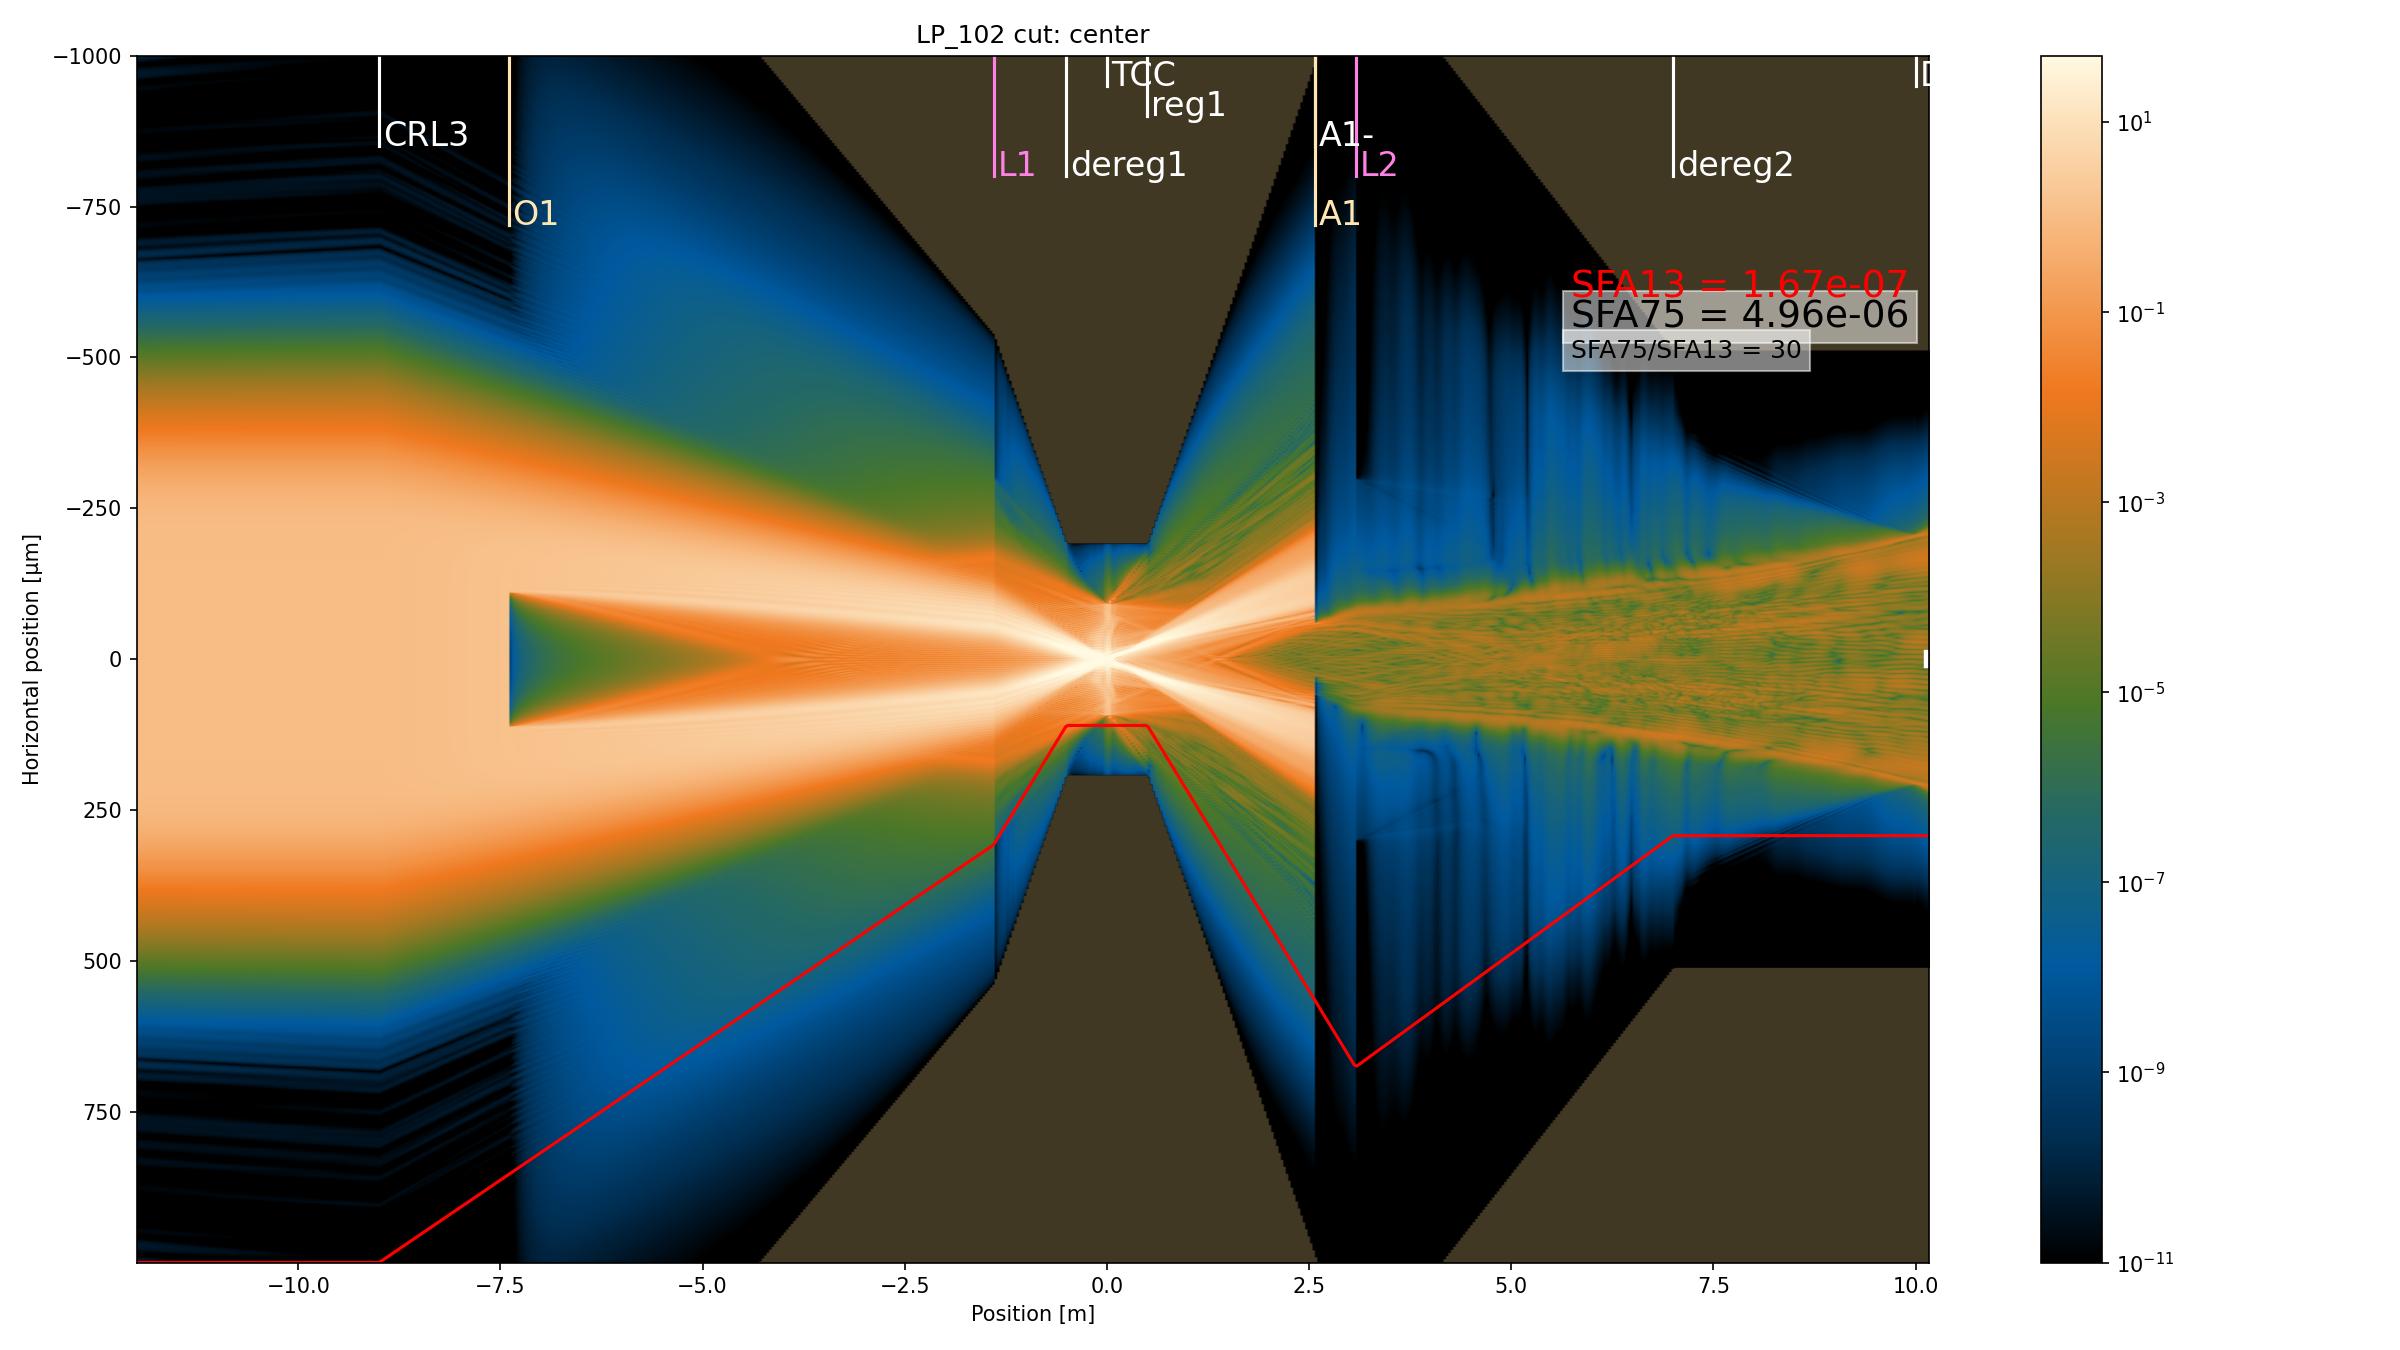 LP_102 cut: center
−1000
−750
−500
−250
0
250
500
750
Horizontal position [µm]
CRL3
O1
L1
dereg1
TCC
reg1
A1-
L2
A1
dereg2
D
SFA13 = 1.67e-07
SFA75 = 4.96e-06
SFA75/SFA13 = 30
−10.0 −7.5 −5.0 −2.5 0.0 2.5 5.0 7.5 10.0
Position [m]
10¹
10⁻¹
10⁻³
10⁻⁵
10⁻⁷
10⁻⁹
10⁻¹¹